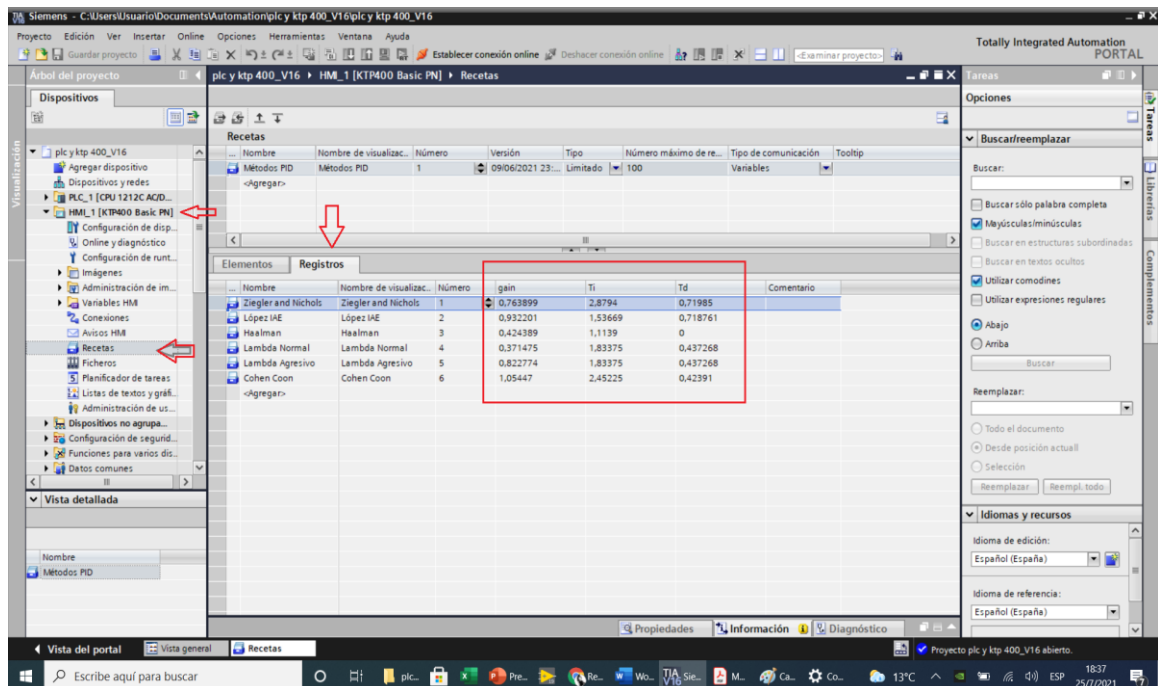 Siemens - C:\Users\Usuario\Documents\Automation\plc y ktp 400_V16\plc y ktp 400_V16
Proyecto Edición Ver Insertar Online Opciones Herramientas Ventana Ayuda
Totally Integrated Automation
PORTAL
Guardar proyecto
Establecer conexión online
Deshacer conexión online
<Examinar proyecto>
Árbol del proyecto
plc y ktp 400_V16 ▸ HMI_1 [KTP400 Basic PN] ▸ Recetas
Tareas
Dispositivos
Opciones
Visualización
plc y ktp 400_V16
Agregar dispositivo
Dispositivos y redes
PLC_1 [CPU 1212C AC/D...
HMI_1 [KTP400 Basic PN]
Configuración de disp...
Online y diagnóstico
Configuración de runt...
Imágenes
Administración de im...
Variables HMI
Conexiones
Avisos HMI
Recetas
Ficheros
Planificador de tareas
Listas de textos y gráfi...
Administración de us...
Dispositivos no agrupa...
Configuración de segurid...
Funciones para varios dis...
Datos comunes
Vista detallada
Nombre
Métodos PID
Recetas
... Nombre Nombre de visualizac.. Número Versión Tipo Número máximo de re... Tipo de comunicación Tooltip
Métodos PID Métodos PID 1 09/06/2021 23:... Limitado 100 Variables
<Agregar>
Elementos Registros
... Nombre Nombre de visualizac.. Número gain Ti Td Comentario
Ziegler and Nichols Ziegler and Nichols 1 0,763899 2,8794 0,71985
López IAE López IAE 2 0,932201 1,53669 0,718761
Haalman Haalman 3 0,424389 1,1139 0
Lambda Normal Lambda Normal 4 0,371475 1,83375 0,437268
Lambda Agresivo Lambda Agresivo 5 0,822774 1,83375 0,437268
Cohen Coon Cohen Coon 6 1,05447 2,45225 0,42391
<Agregar>
Propiedades Información Diagnóstico
Buscar/reemplazar
Buscar:
Buscar sólo palabra completa
Mayúsculas/minúsculas
Buscar en estructuras subordinadas
Buscar en textos ocultos
Utilizar comodines
Utilizar expresiones regulares
Abajo
Arriba
Buscar
Reemplazar:
Todo el documento
Desde posición actuall
Selección
Reemplazar Reempl. todo
Idiomas y recursos
Idioma de edición:
Español (España)
Idioma de referencia:
Español (España)
Tareas
Librerías
Complementos
Vista del portal Vista general Recetas
Proyecto plc y ktp 400_V16 abierto.
Escribe aquí para buscar
plc... Pre... Re... Wo... Sie... M... Ca... Co...
13°C
ESP
18:37
25/7/2021